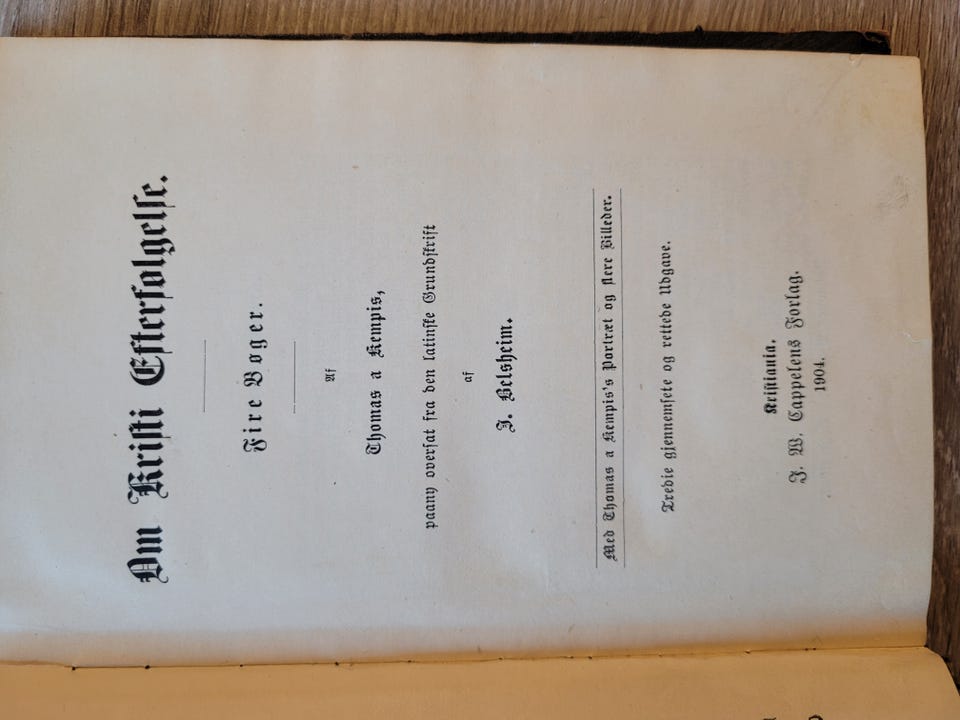 Om Kristi Efterfølgelse.
Fire Bøger.
Af
Thomas a Kempis,
paany oversat fra den latinske Grundskrift
af
J. Belsheim.
Med Thomas a Kempis's Portræt og flere Billeder.
Tredie gjennemsete og rettede Udgave.
Kristiania.
J. W. Cappelens Forlag.
1904.